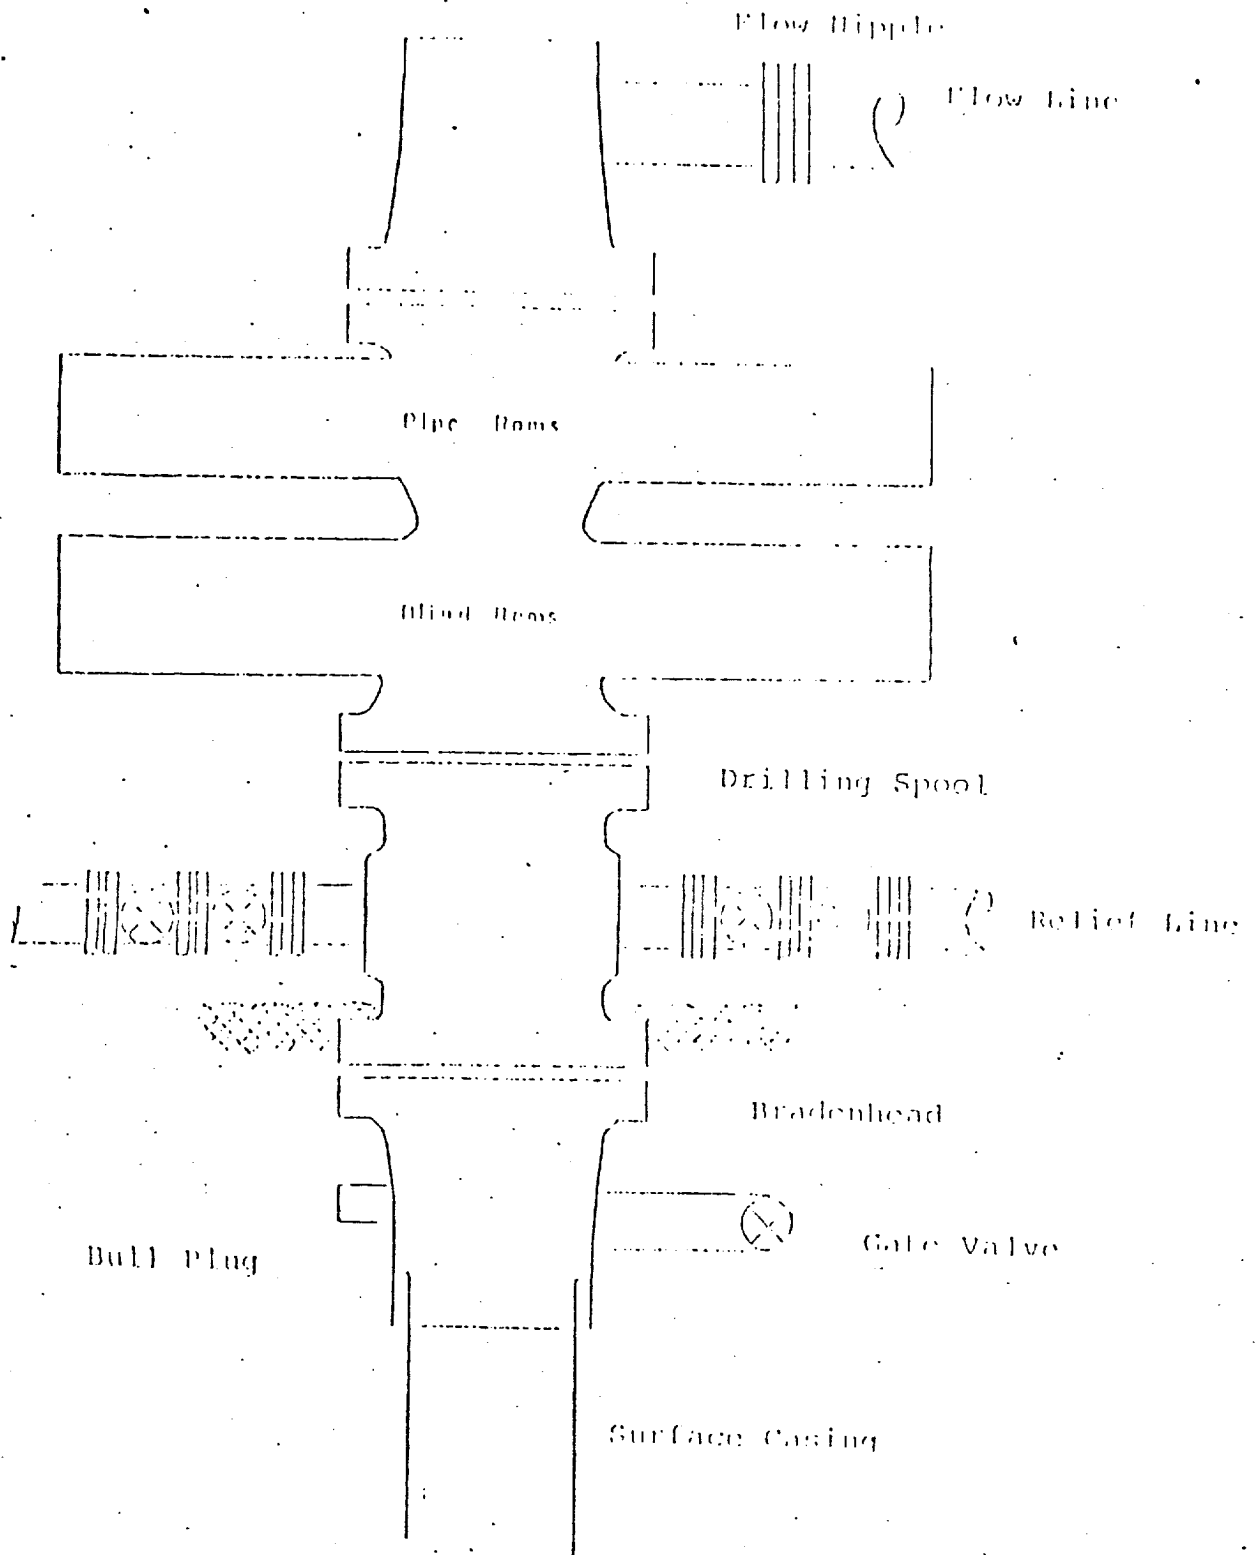 Flow Nipple
Flow Line
Pipe Rams
Blind Rams
Drilling Spool
Relief Line
Bradenhead
Bull Plug
Gate Valve
Surface Casing